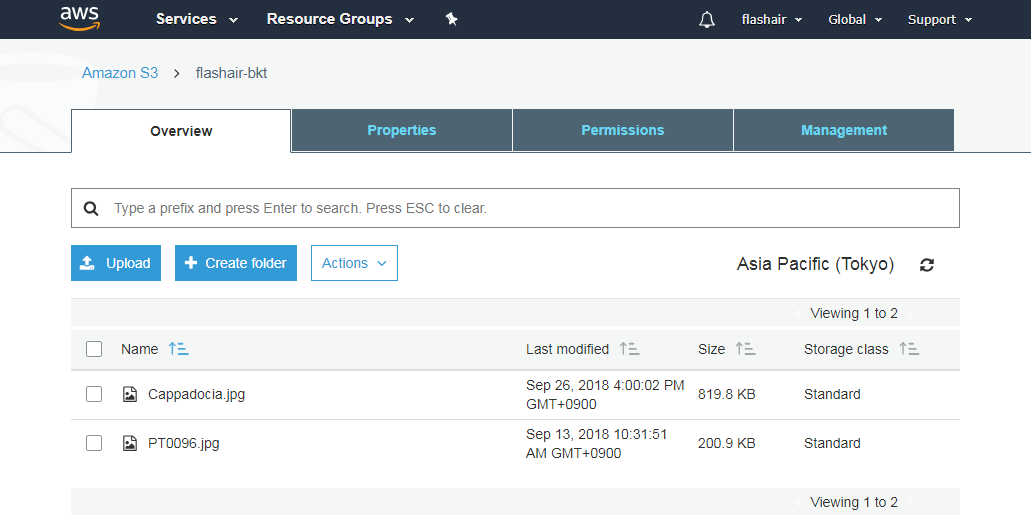 aws Services Resource Groups flashair Global Support
Amazon S3 > flashair-bkt
Overview Properties Permissions Management
Type a prefix and press Enter to search. Press ESC to clear.
Upload + Create folder Actions Asia Pacific (Tokyo)
Viewing 1 to 2
Name Last modified Size Storage class
Cappadocia.jpg Sep 26, 2018 4:00:02 PM 819.8 KB Standard
GMT+0900
PT0096.jpg Sep 13, 2018 10:31:51 200.9 KB Standard
AM GMT+0900
Viewing 1 to 2